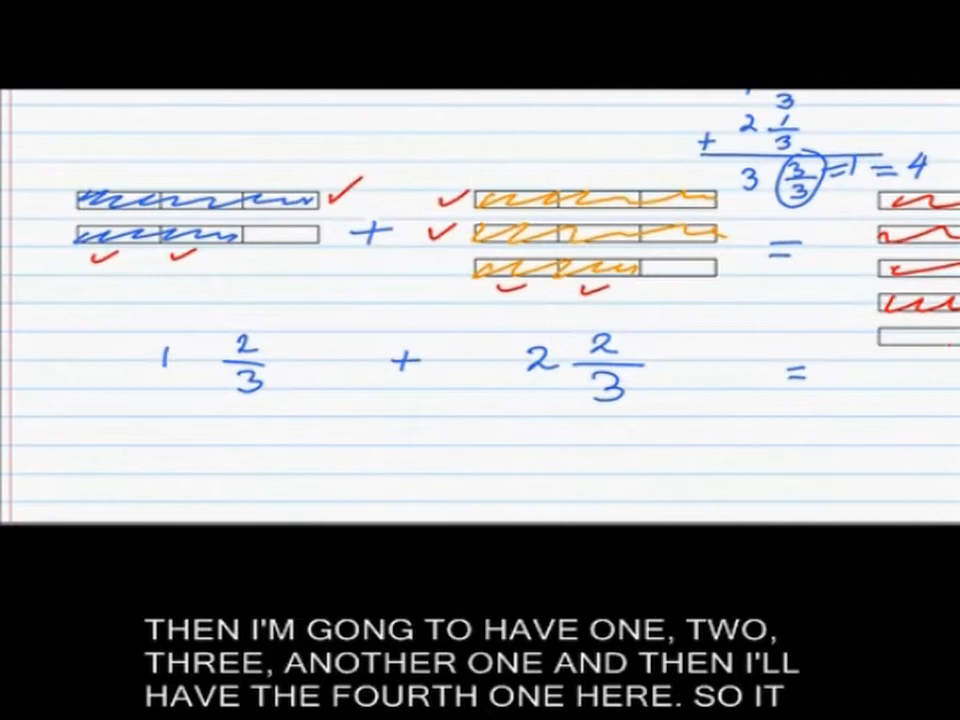 3
+ 2 1/3
3 3/3 = 1 = 4
+ =
1 2/3 + 2 2/3 =
THEN I'M GONG TO HAVE ONE, TWO,
THREE, ANOTHER ONE AND THEN I'LL
HAVE THE FOURTH ONE HERE. SO IT